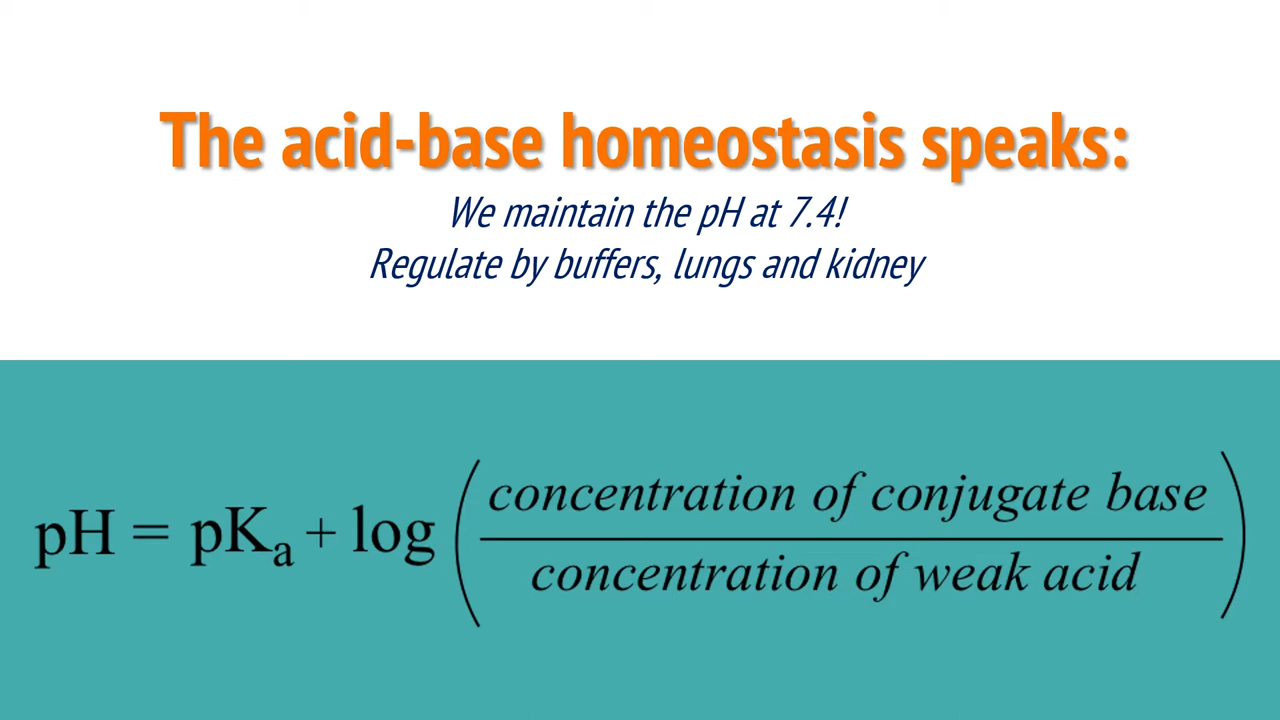 The acid-base homeostasis speaks:
We maintain the pH at 7.4!
Regulate by buffers, lungs and kidney
pH = pKₐ + log (concentration of conjugate base / concentration of weak acid)